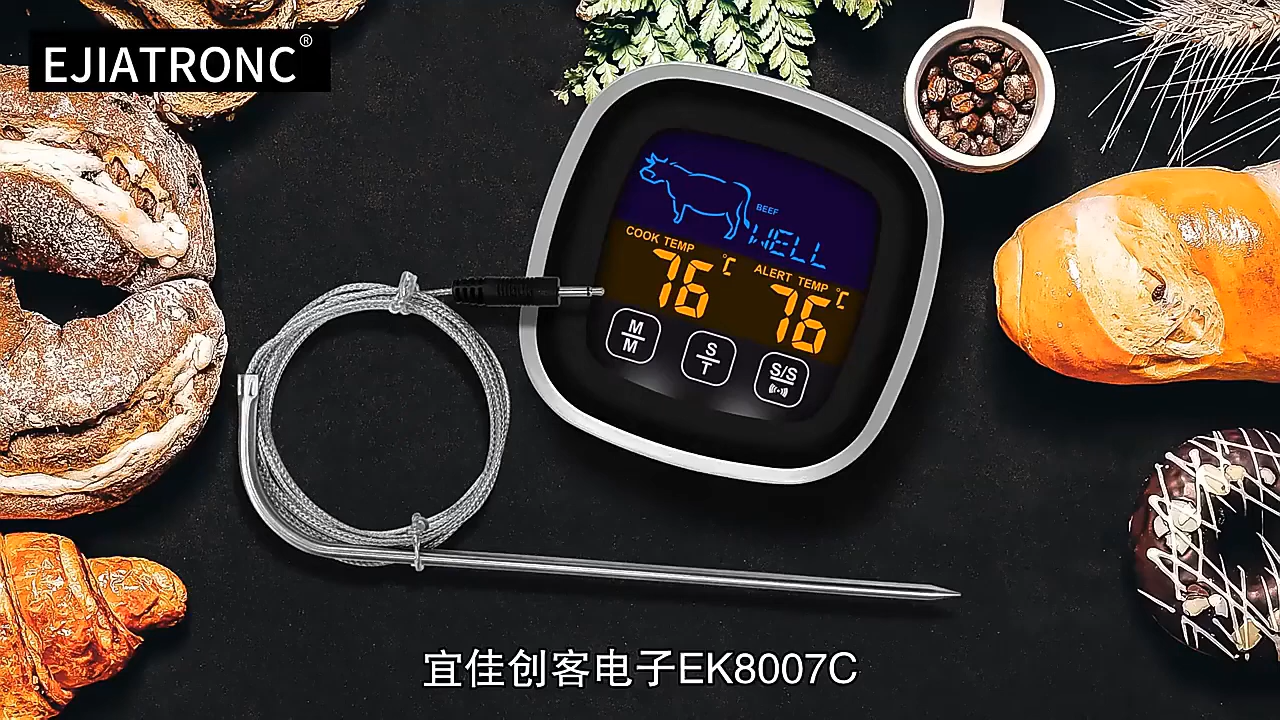 EJIATRONC®
BEEF
WELL
COOK TEMP
76 °C
ALERT TEMP
76 °C
M
M
S
T
S/S
宜佳创客电子EK8007C